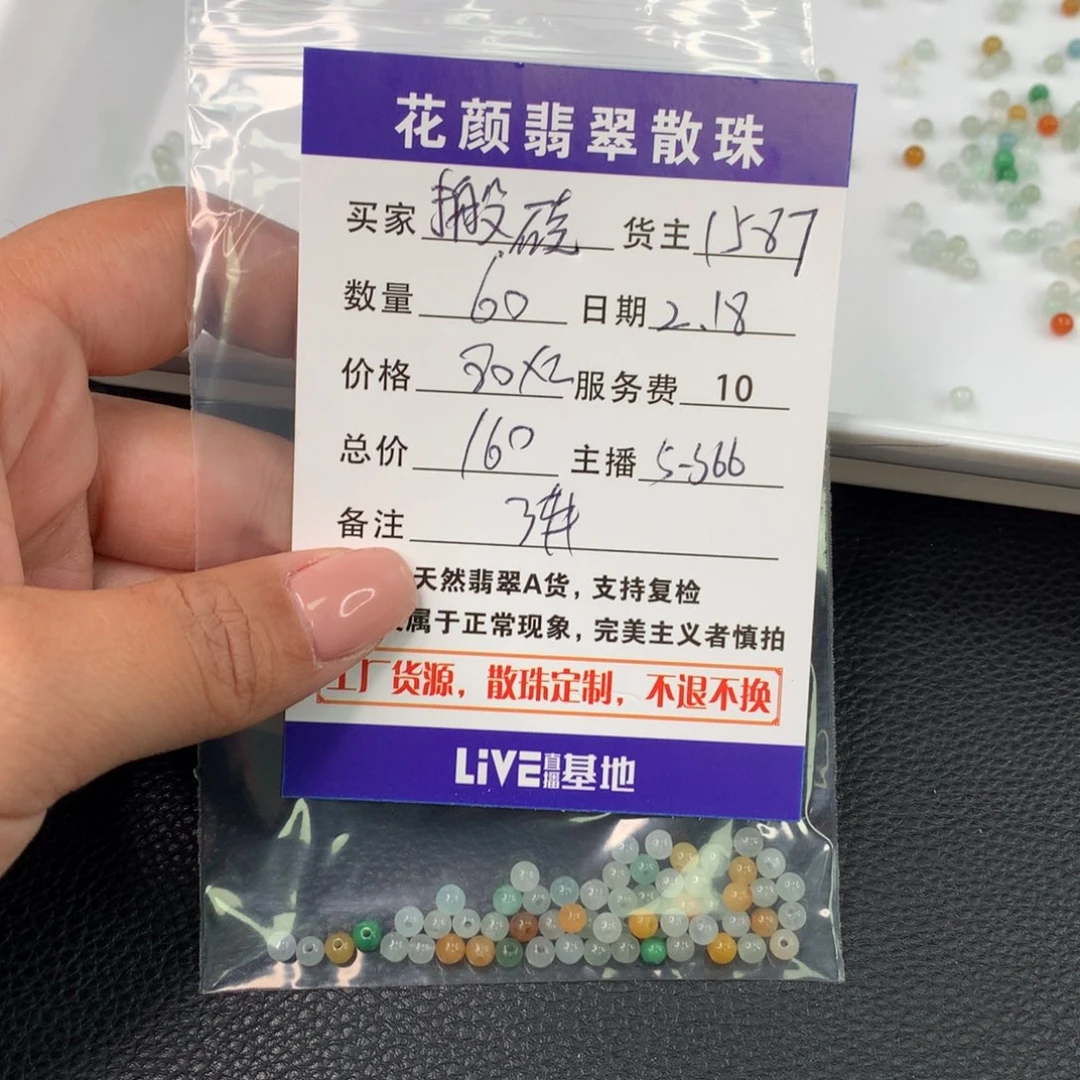 花颜翡翠散珠
买家 搬砖 货主 1587
数量 60 日期 2.18
价格 80×2 服务费 10
总价 160 主播 5-566
备注 3#
天然翡翠A货，支持复检
属于正常现象，完美主义者慎拍
工厂货源，散珠定制，不退不换
LiVE直播基地